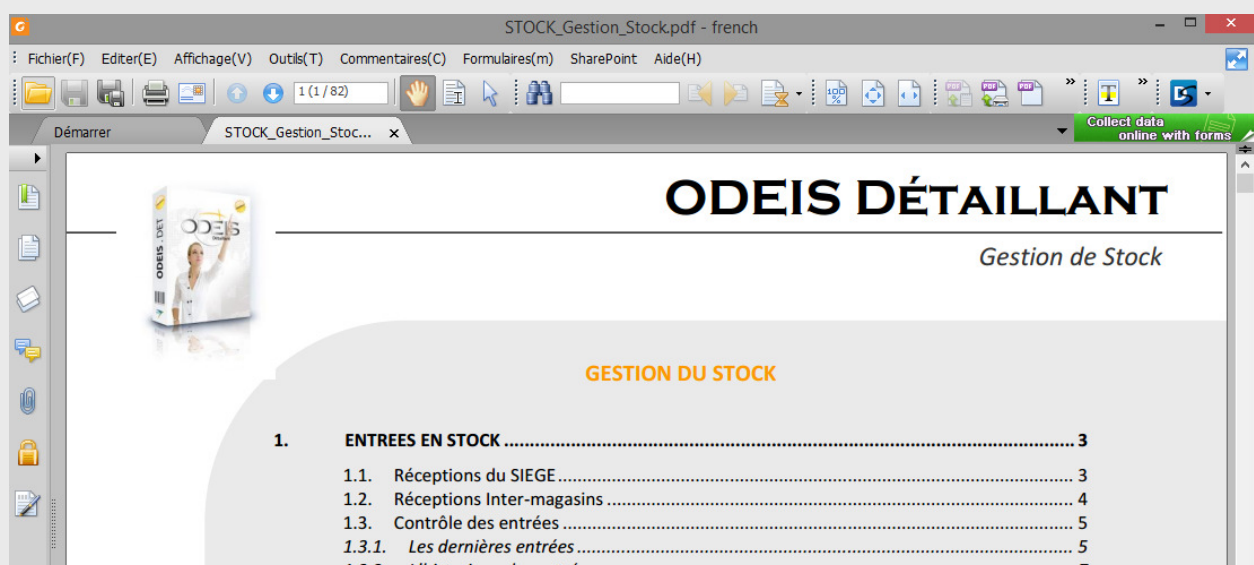 STOCK_Gestion_Stock.pdf - french
Fichier(F) Editer(E) Affichage(V) Outils(T) Commentaires(C) Formulaires(m) SharePoint Aide(H)
1 (1 / 82)
Démarrer STOCK_Gestion_Stoc... x
Collect data
online with forms
ODEIS DÉTAILLANT
ODEIS
ODEIS . DET
Gestion de Stock
GESTION DU STOCK
1. ENTREES EN STOCK 3
1.1. Réceptions du SIEGE 3
1.2. Réceptions Inter-magasins 4
1.3. Contrôle des entrées 5
1.3.1. Les dernières entrées 5